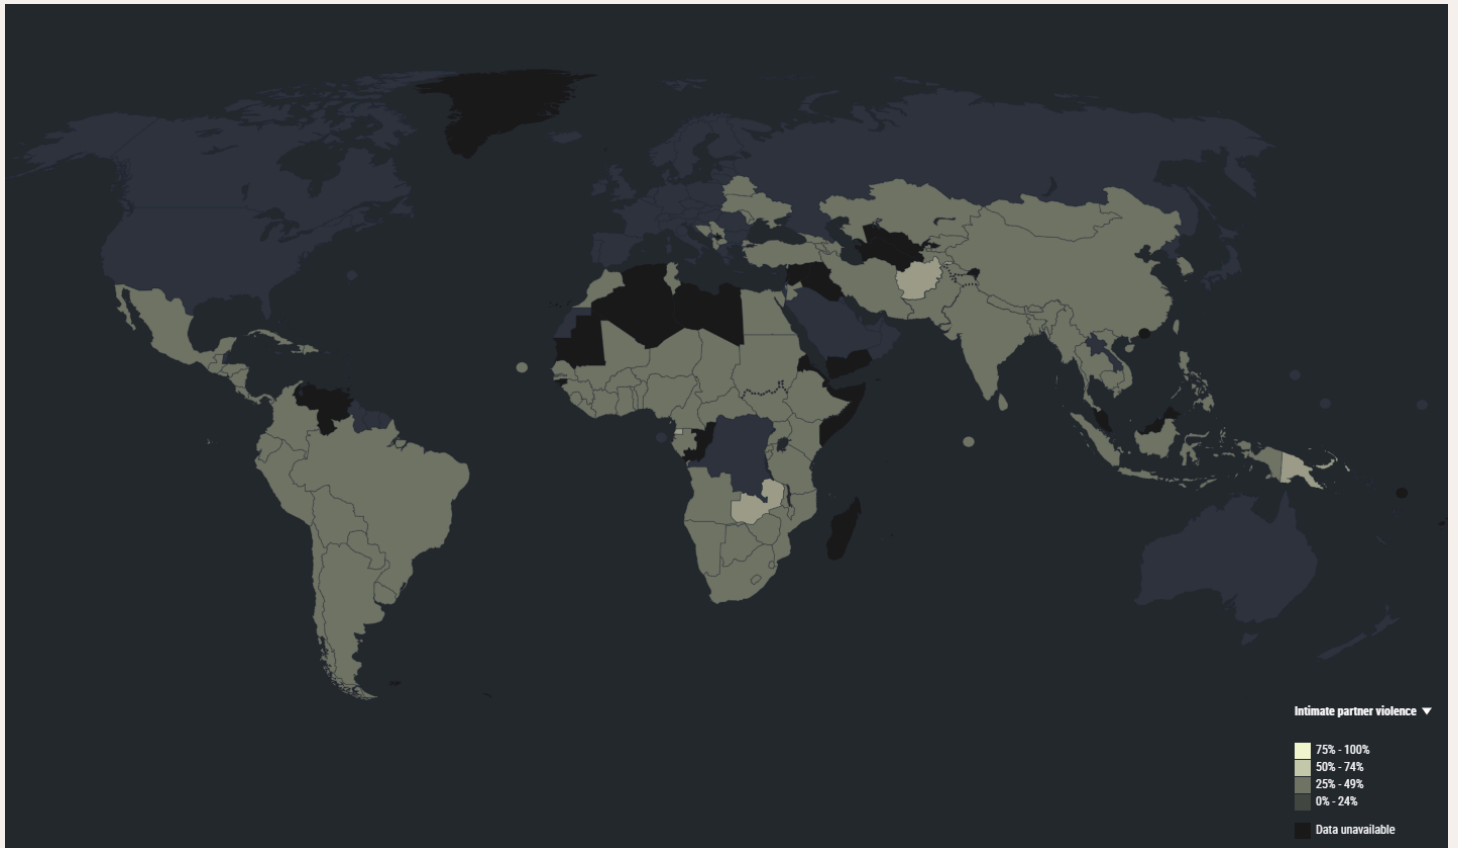 Intimate partner violence
75% - 100%
50% - 74%
25% - 49%
0% - 24%
Data unavailable